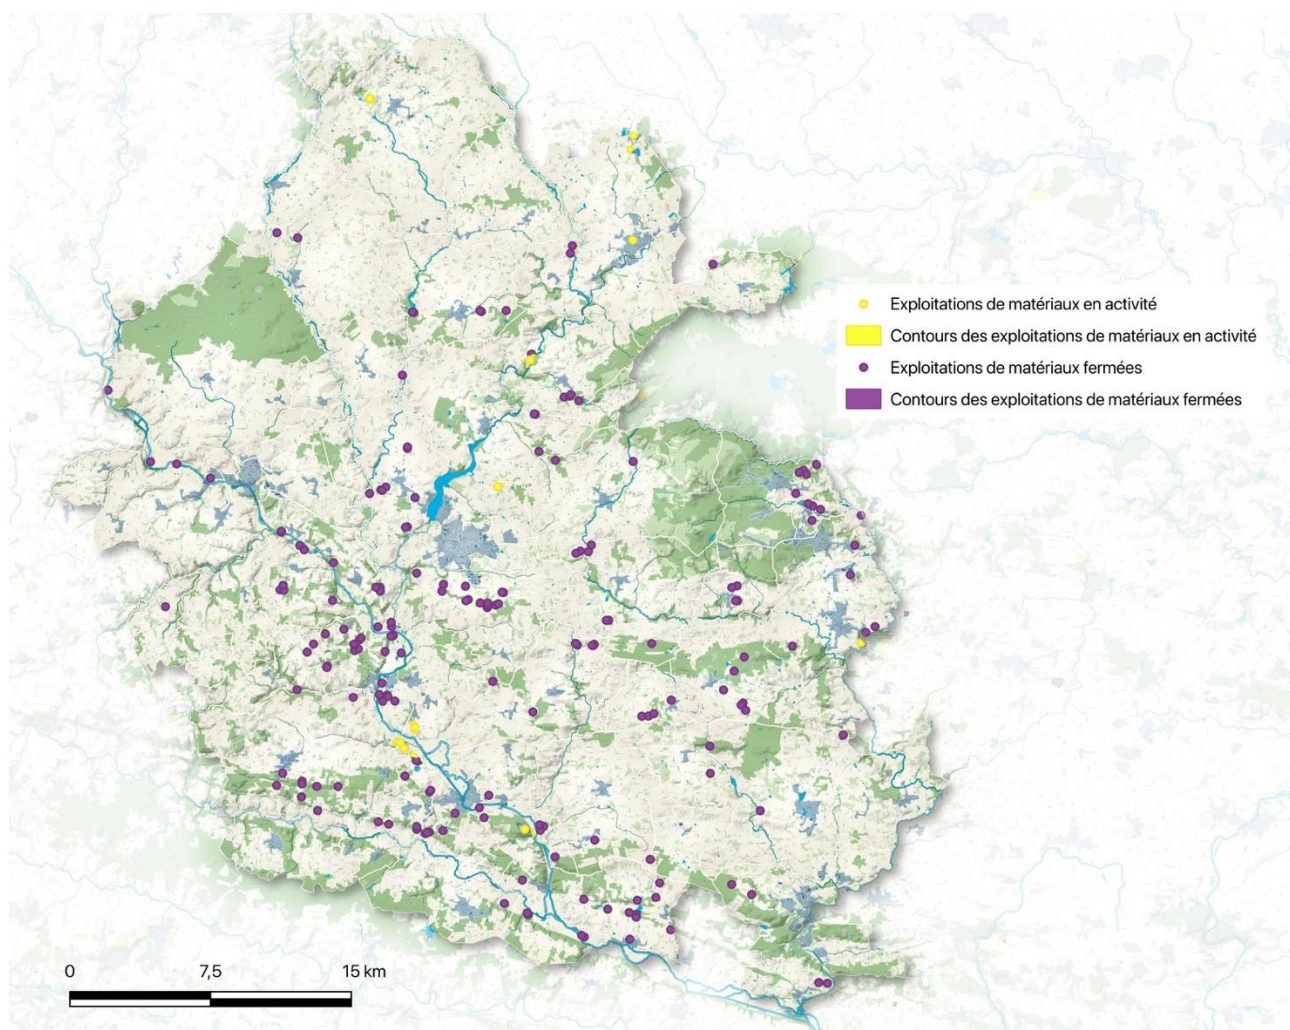 Exploitations de matériaux en activité
Contours des exploitations de matériaux en activité
Exploitations de matériaux fermées
Contours des exploitations de matériaux fermées
0 7,5 15 km